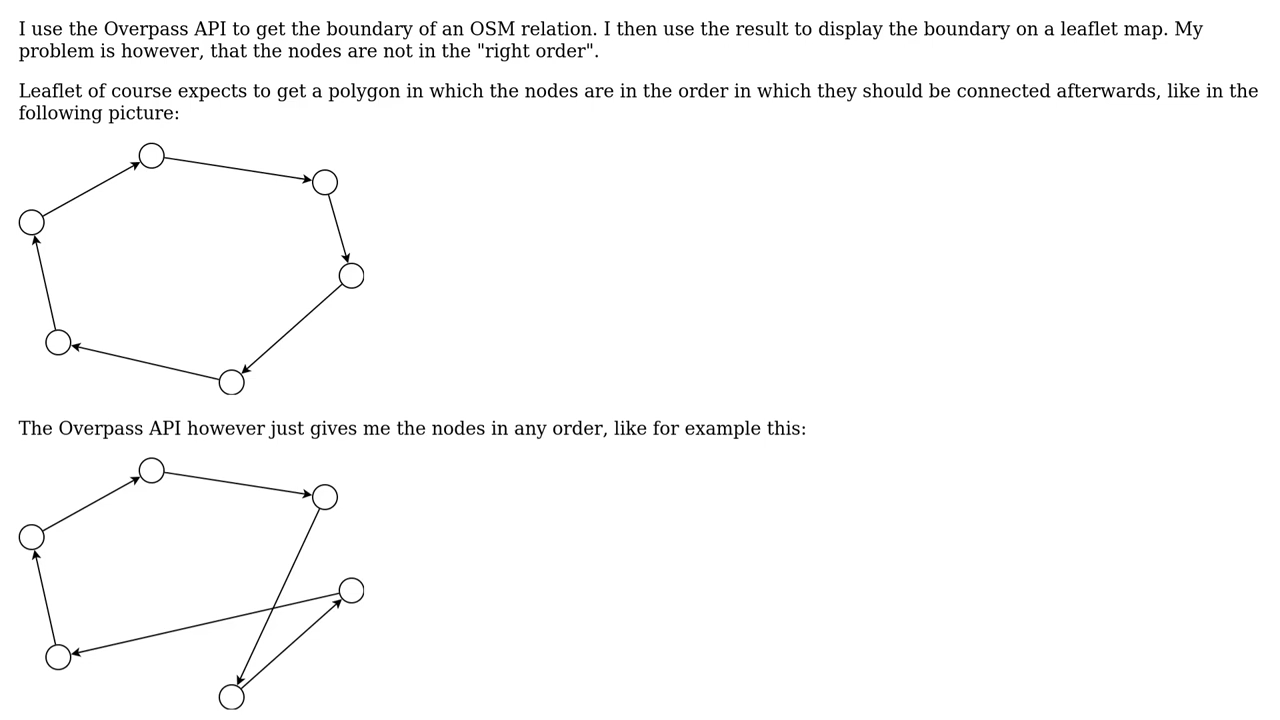 I use the Overpass API to get the boundary of an OSM relation. I then use the result to display the boundary on a leaflet map. My
problem is however, that the nodes are not in the "right order".
Leaflet of course expects to get a polygon in which the nodes are in the order in which they should be connected afterwards, like in the
following picture:
The Overpass API however just gives me the nodes in any order, like for example this: